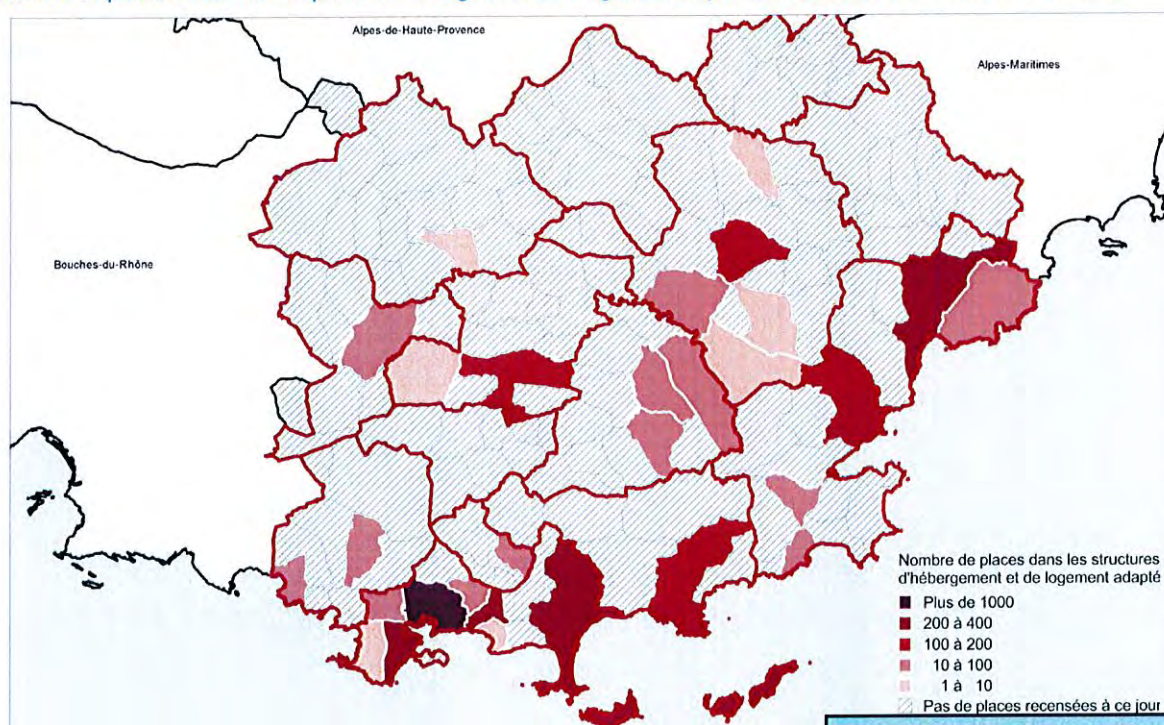 Alpes-de-Haute-Provence
Alpes-Maritimes
Bouches-du-Rhône
Nombre de places dans les structures
d'hébergement et de logement adapté
Plus de 1000
200 à 400
100 à 200
10 à 100
1 à 10
Pas de places recensées à ce jour